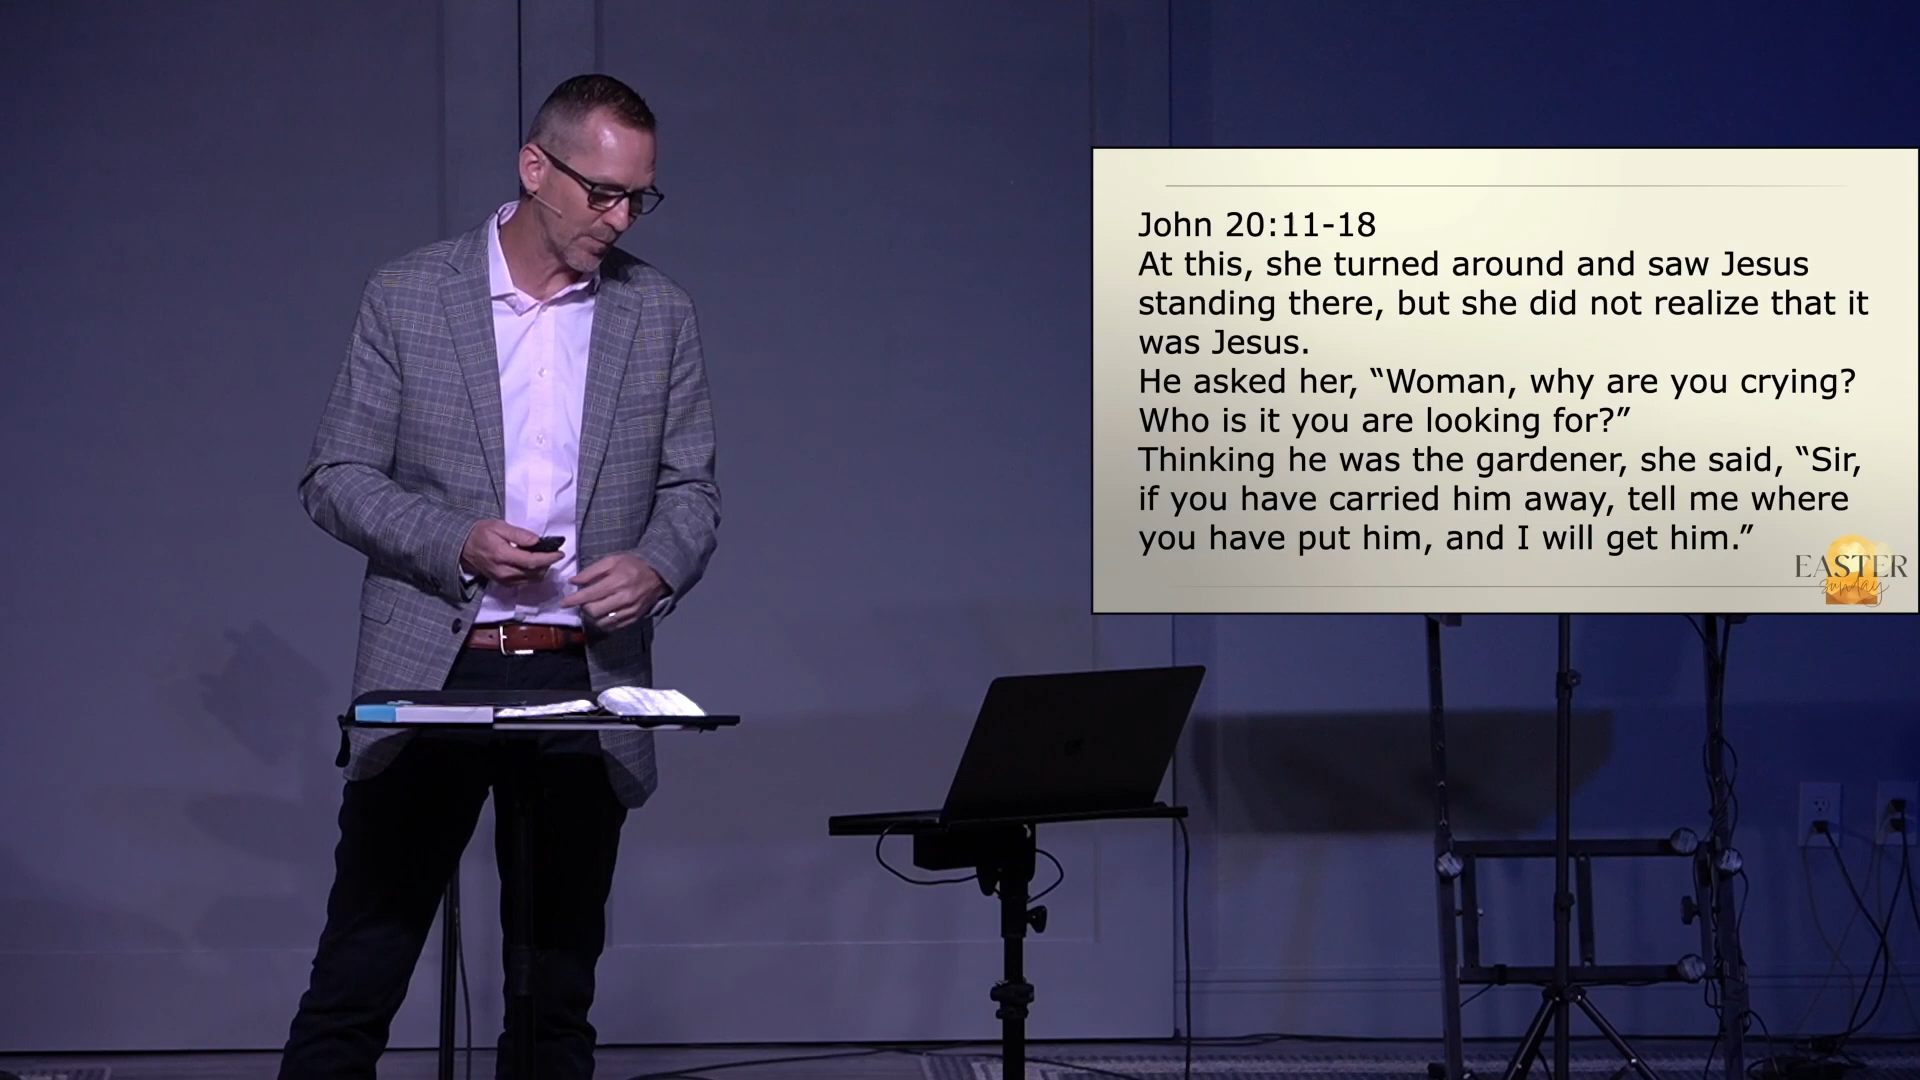 John 20:11-18
At this, she turned around and saw Jesus
standing there, but she did not realize that it
was Jesus.
He asked her, “Woman, why are you crying?
Who is it you are looking for?”
Thinking he was the gardener, she said, “Sir,
if you have carried him away, tell me where
you have put him, and I will get him.”
EASTER
sunday